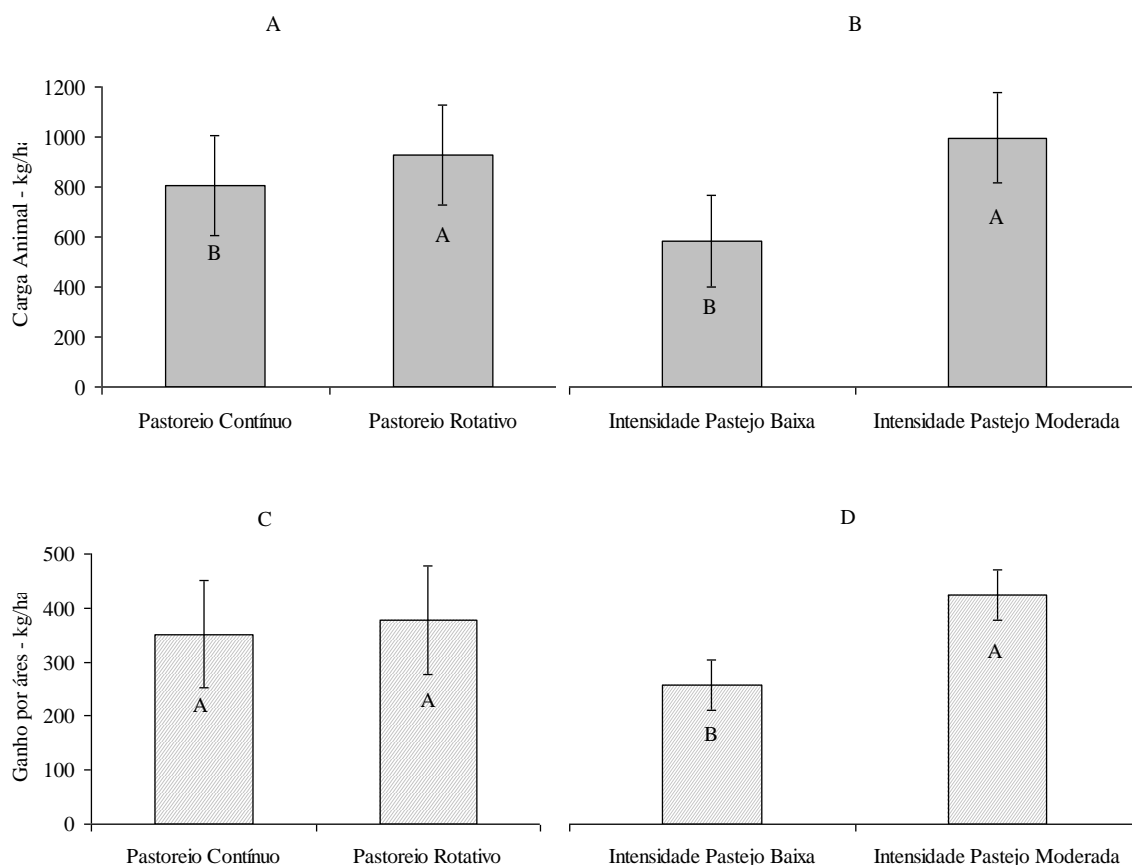 A
B
Carga Animal - kg/ha
1200
1000
800
600
400
200
0
B
A
B
A
Pastoreio Contínuo
Pastoreio Rotativo
Intensidade Pastejo Baixa
Intensidade Pastejo Moderada
C
D
Ganho por áres - kg/ha
500
400
300
200
100
0
A
A
B
A
Pastoreio Contínuo
Pastoreio Rotativo
Intensidade Pastejo Baixa
Intensidade Pastejo Moderada